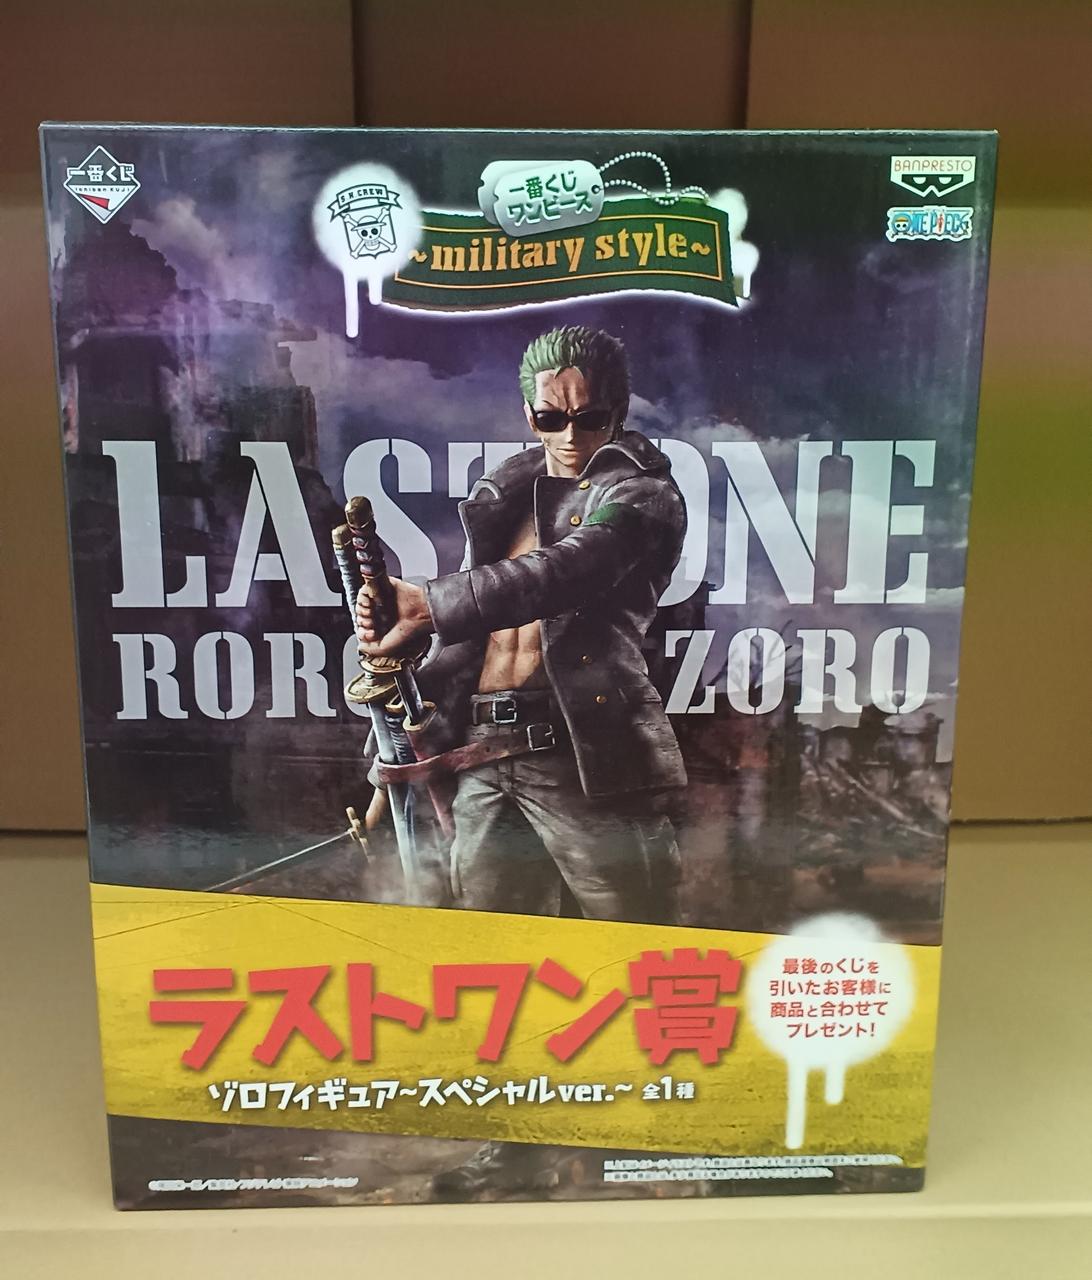 一番くじ
ICHIBAN KUJI
S.H.CREW
一番くじ
ワンピース
~military style~
BANPRESTO
ONE PIECE
LAST ONE
ZORO
ラストワン賞
ゾロフィギュア~スペシャルver.~ 全1種
最後のくじを
引いたお客様に
商品と合わせて
プレゼント!